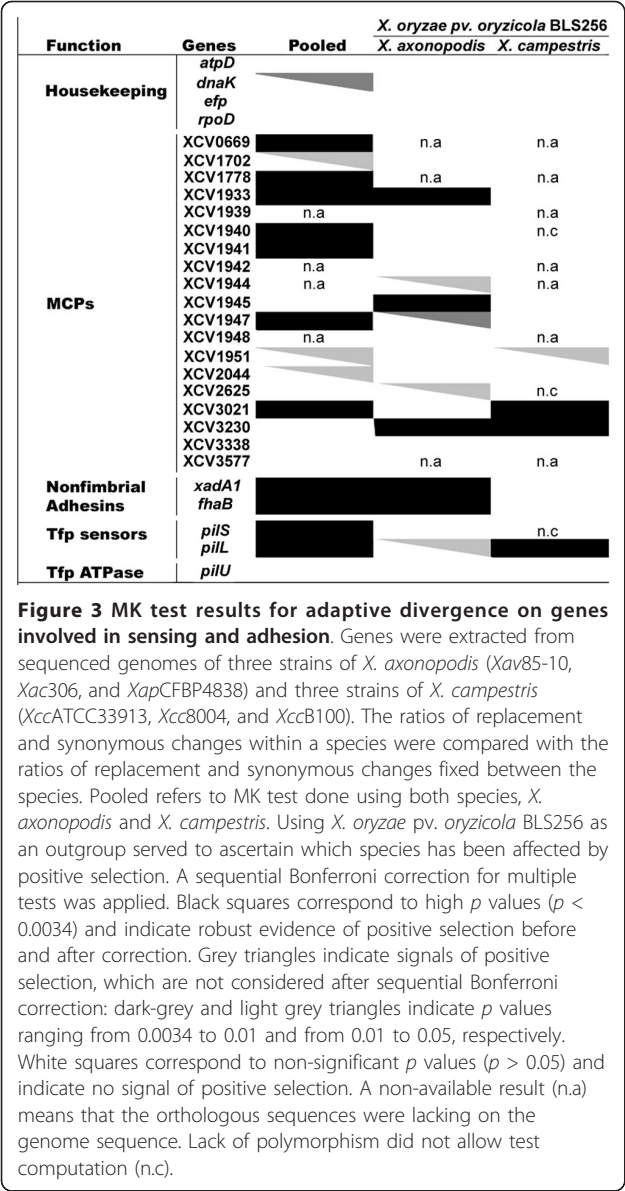 X. oryzae pv. oryzicola BLS256
Function Genes Pooled X. axonopodis X. campestris
atpD
Housekeeping dnaK
efp
rpoD
XCV0669 n.a n.a
XCV1702
XCV1778 n.a n.a
XCV1933
XCV1939 n.a n.a
XCV1940 n.c
XCV1941
XCV1942 n.a n.a
XCV1944 n.a n.a
MCPs XCV1945
XCV1947
XCV1948 n.a n.a
XCV1951
XCV2044
XCV2625 n.c
XCV3021
XCV3230
XCV3338
XCV3577 n.a n.a
Nonfimbrial xadA1
Adhesins fhaB
Tfp sensors pilS n.c
pilL
Tfp ATPase pilU
Figure 3 MK test results for adaptive divergence on genes
involved in sensing and adhesion. Genes were extracted from
sequenced genomes of three strains of X. axonopodis (Xav85-10,
Xac306, and XapCFBP4838) and three strains of X. campestris
(XccATCC33913, Xcc8004, and XccB100). The ratios of replacement
and synonymous changes within a species were compared with the
ratios of replacement and synonymous changes fixed between the
species. Pooled refers to MK test done using both species, X.
axonopodis and X. campestris. Using X. oryzae pv. oryzicola BLS256 as
an outgroup served to ascertain which species has been affected by
positive selection. A sequential Bonferroni correction for multiple
tests was applied. Black squares correspond to high p values (p <
0.0034) and indicate robust evidence of positive selection before
and after correction. Grey triangles indicate signals of positive
selection, which are not considered after sequential Bonferroni
correction: dark-grey and light grey triangles indicate p values
ranging from 0.0034 to 0.01 and from 0.01 to 0.05, respectively.
White squares correspond to non-significant p values (p > 0.05) and
indicate no signal of positive selection. A non-available result (n.a)
means that the orthologous sequences were lacking on the
genome sequence. Lack of polymorphism did not allow test
computation (n.c).